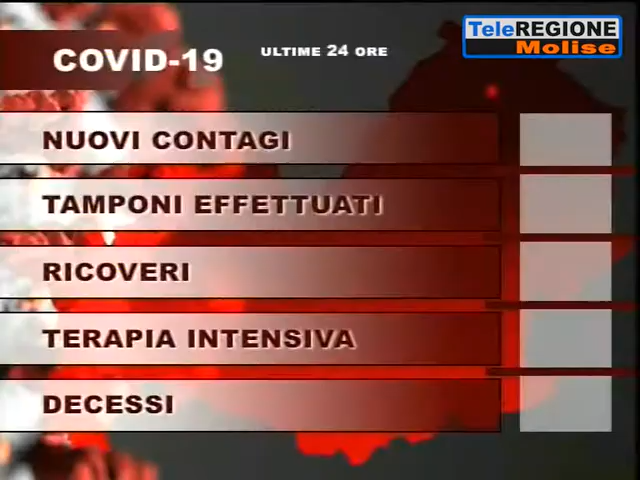 COVID-19
ULTIME 24 ORE
TeleREGIONE
Molise
NUOVI CONTAGI
TAMPONI EFFETTUATI
RICOVERI
TERAPIA INTENSIVA
DECESSI